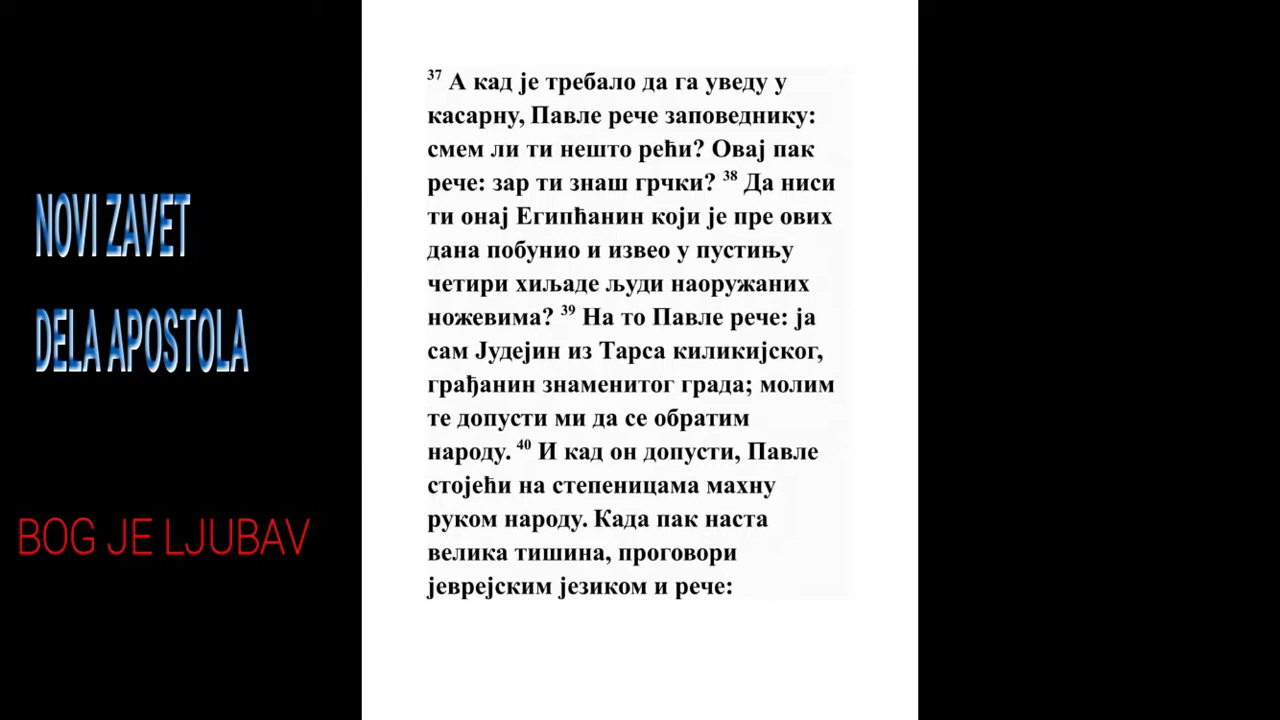 NOVI ZAVET
DELA APOSTOLA
BOG JE LJUBAV
37 А кад је требало да га уведу у
касарну, Павле рече заповеднику:
смем ли ти нешто рећи? Овај пак
рече: зар ти знаш грчки? 38 Да ниси
ти онај Египћанин који је пре ових
дана побунио и извео у пустињу
четири хиљаде људи наоружаних
ножевима? 39 На то Павле рече: ја
сам Јудејин из Тарса киликијског,
грађанин знаменитог града; молим
те допусти ми да се обратим
народу. 40 И кад он допусти, Павле
стојећи на степеницама махну
руком народу. Када пак наста
велика тишина, проговори
јеврејским језиком и рече: